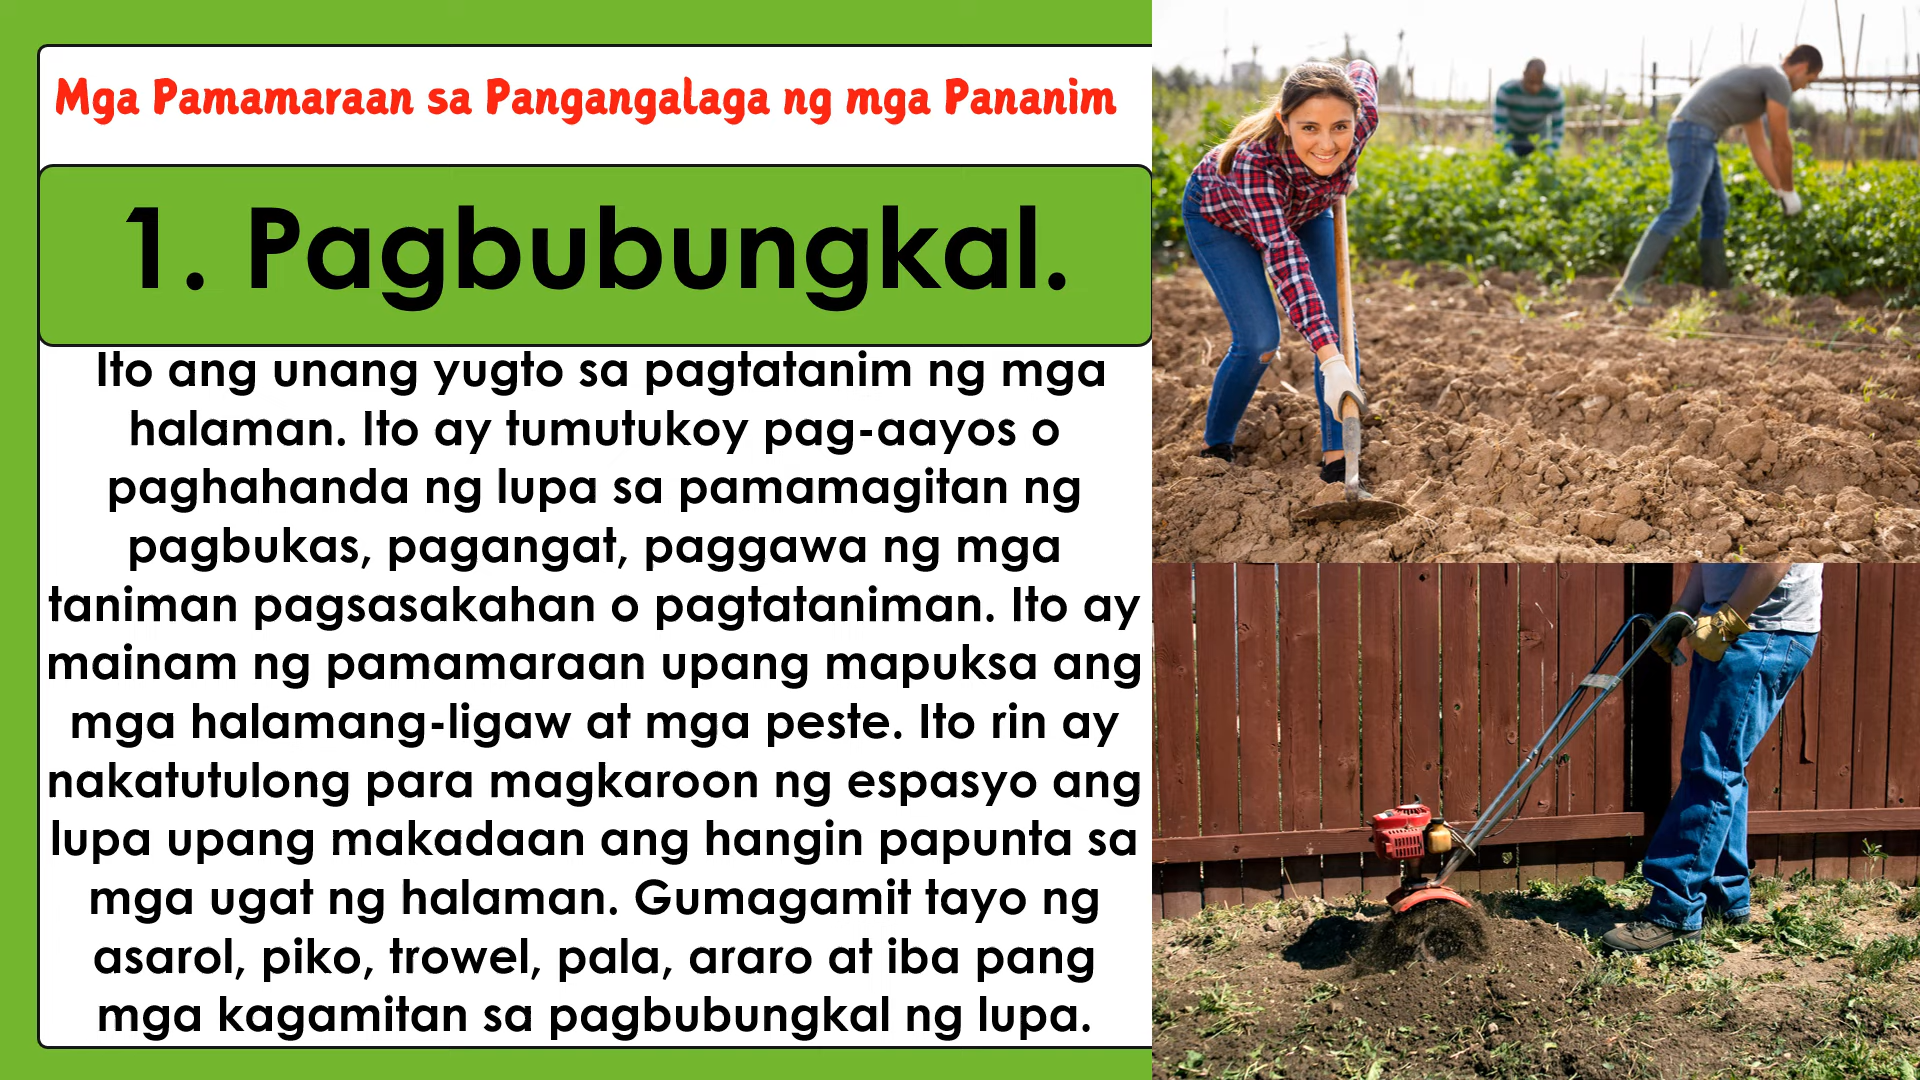 Mga Pamamaraan sa Pangangalaga ng mga Pananim
1. Pagbubungkal.
Ito ang unang yugto sa pagtatanim ng mga
halaman. Ito ay tumutukoy pag-aayos o
paghahanda ng lupa sa pamamagitan ng
pagbukas, pagangat, paggawa ng mga
taniman pagsasakahan o pagtataniman. Ito ay
mainam ng pamamaraan upang mapuksa ang
mga halamang-ligaw at mga peste. Ito rin ay
nakatutulong para magkaroon ng espasyo ang
lupa upang makadaan ang hangin papunta sa
mga ugat ng halaman. Gumagamit tayo ng
asarol, piko, trowel, pala, araro at iba pang
mga kagamitan sa pagbubungkal ng lupa.